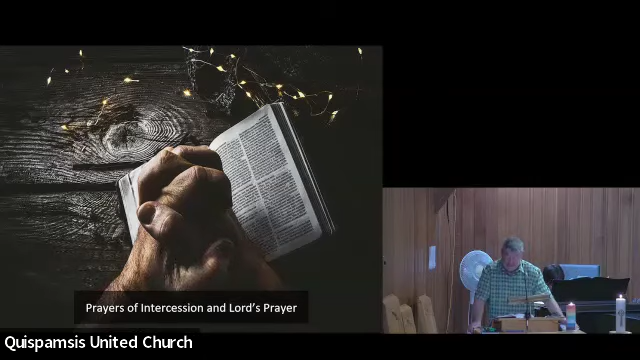 Prayers of Intercession and Lord's Prayer
Quispamsis United Church